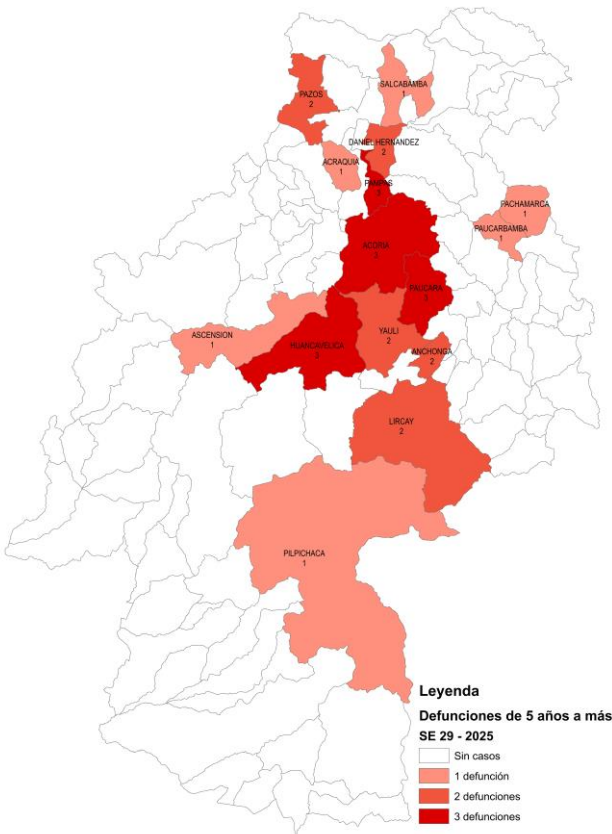 SALCABAMBA
1
PAZOS
2
DANIEL HERNANDEZ
2
ACRAQUIA
1
PAMPAS
3
PACHAMARCA
1
PAUCARBAMBA
1
ACORIA
3
PAUCARA
3
ASCENSION
1
YAULI
2
HUANCAVELICA
3
ANCHONGA
2
LIRCAY
2
PILPICHACA
1
Leyenda
Defunciones de 5 años a más
SE 29 - 2025
Sin casos
1 defunción
2 defunciones
3 defunciones